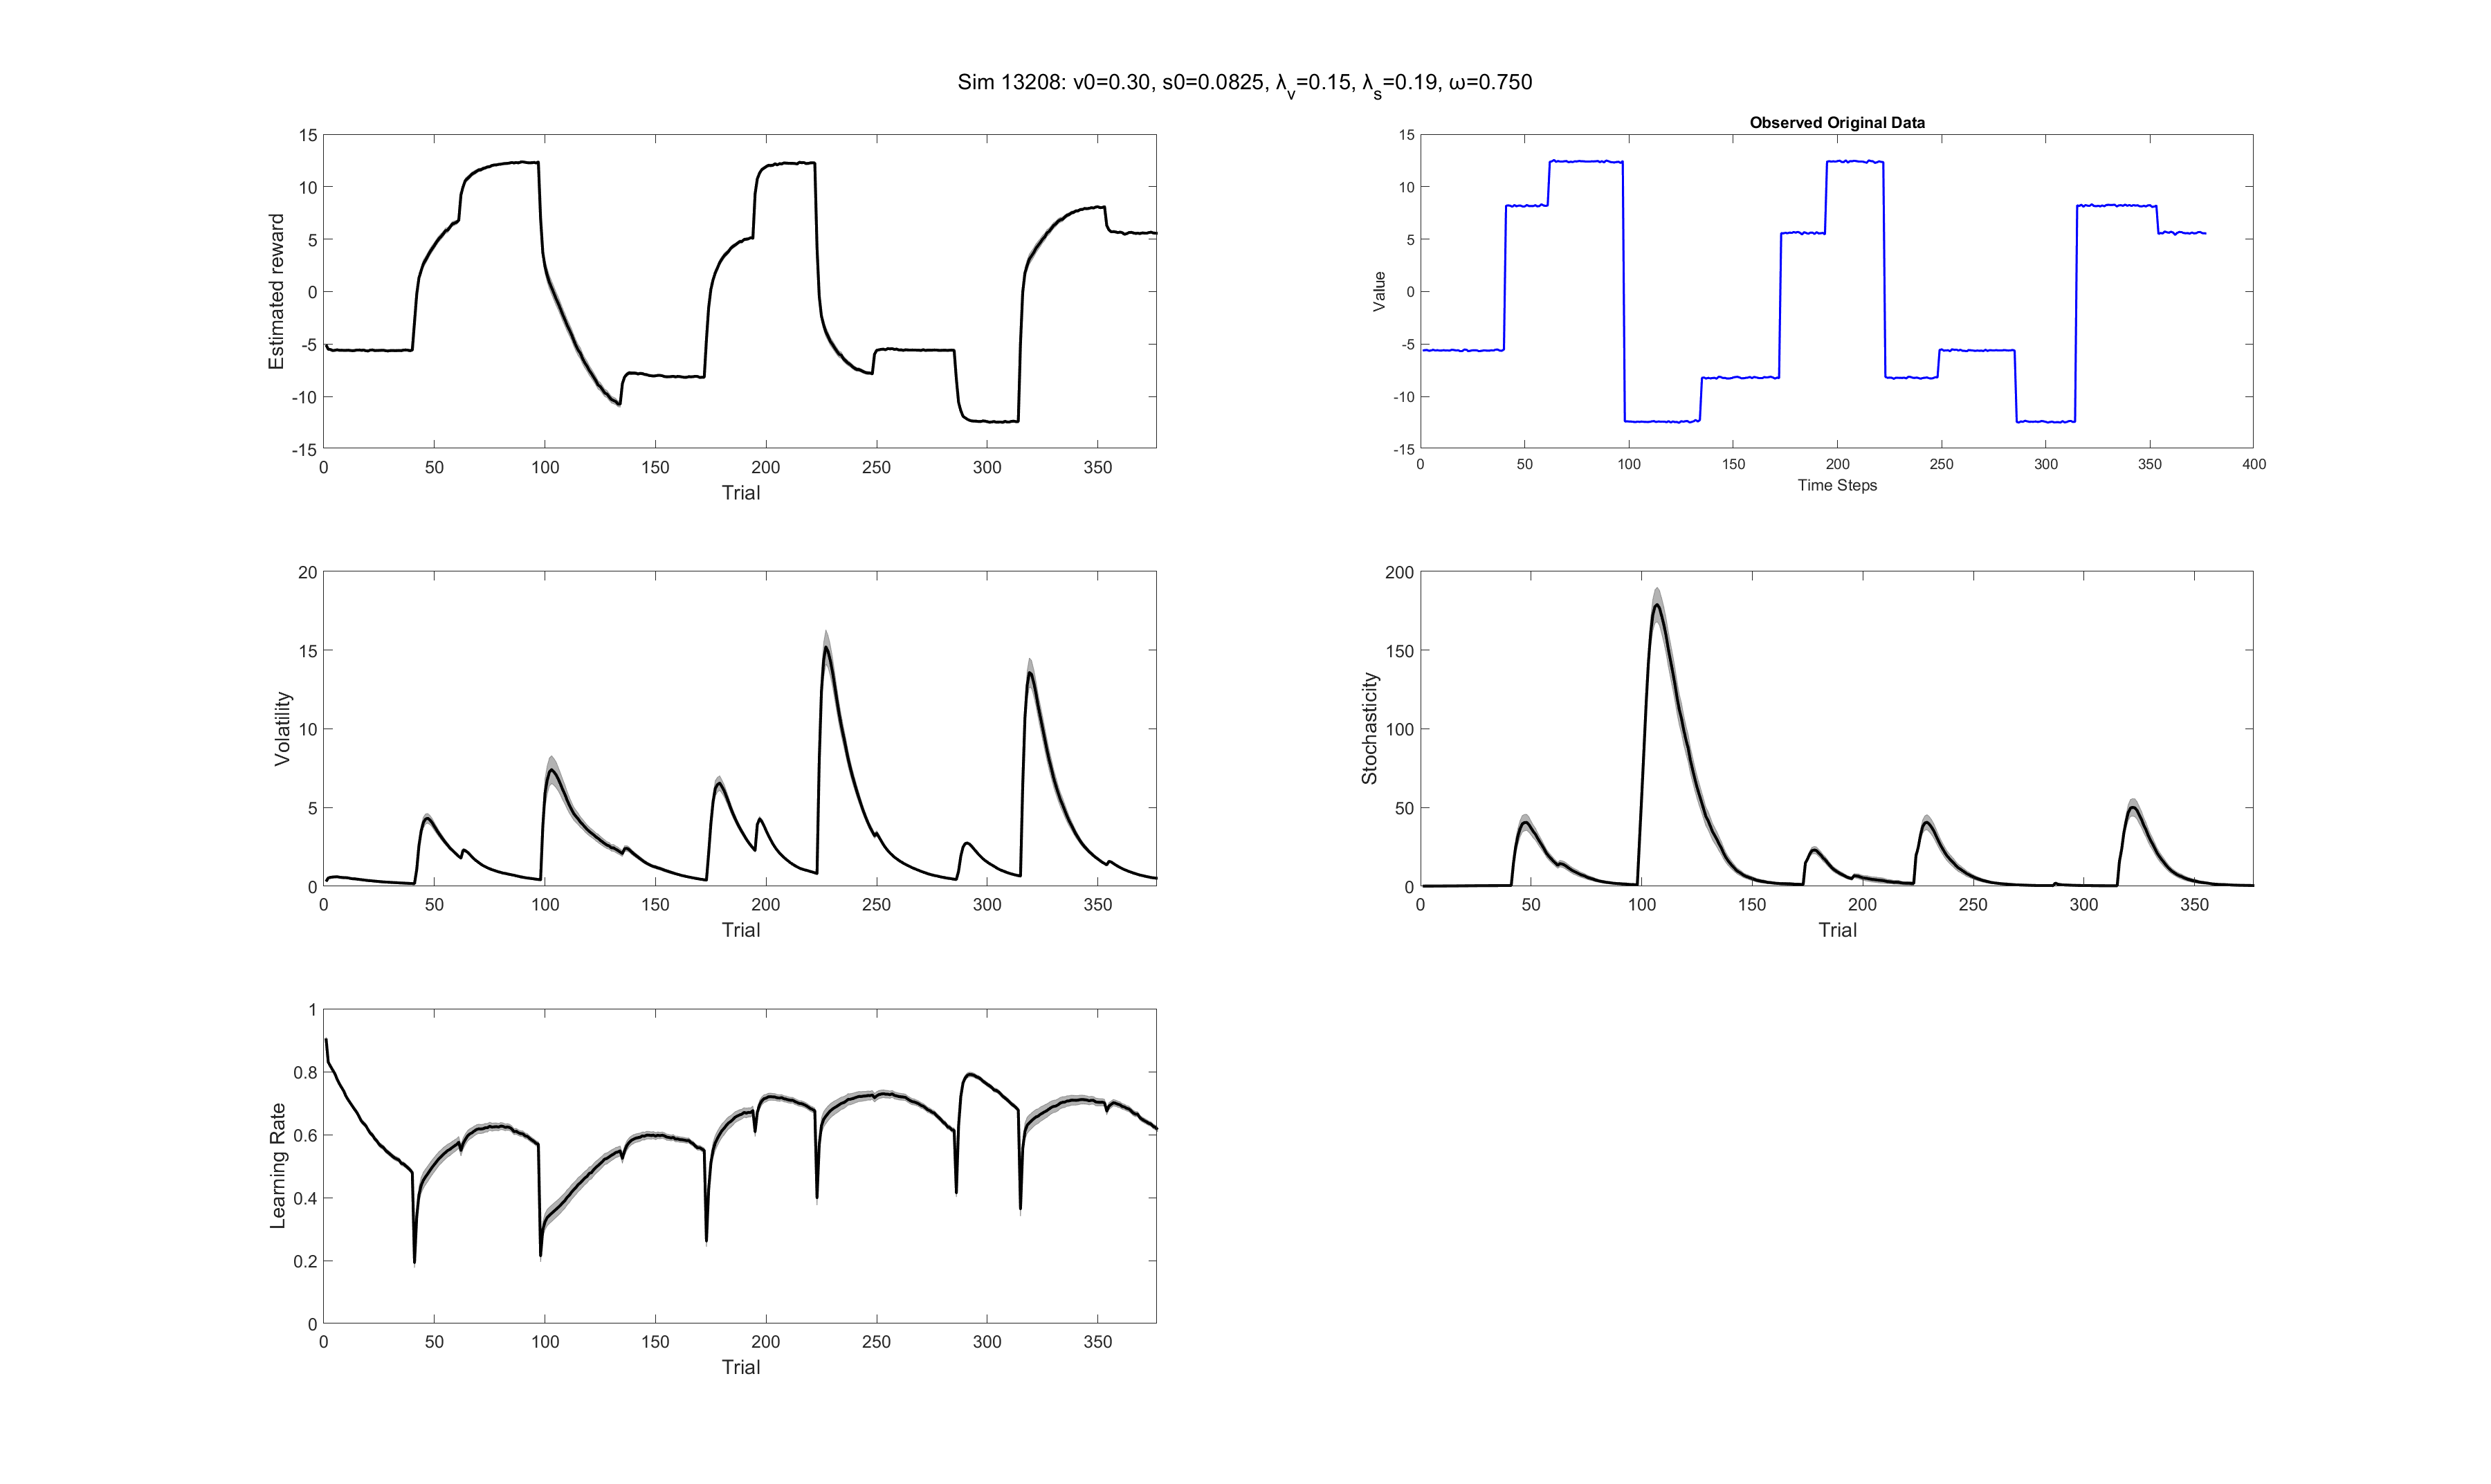 Sim 13208: v0=0.30, s0=0.0825, λv=0.15, λs=0.19, ω=0.750
Estimated reward
15
10
5
0
-5
-10
-15
0 50 100 150 200 250 300 350
Trial
Observed Original Data
Value
15
10
5
0
-5
-10
-15
0 50 100 150 200 250 300 350 400
Time Steps
Volatility
20
15
10
5
0
0 50 100 150 200 250 300 350
Trial
Stochasticity
200
150
100
50
0
0 50 100 150 200 250 300 350
Trial
Learning Rate
1
0.8
0.6
0.4
0.2
0
0 50 100 150 200 250 300 350
Trial